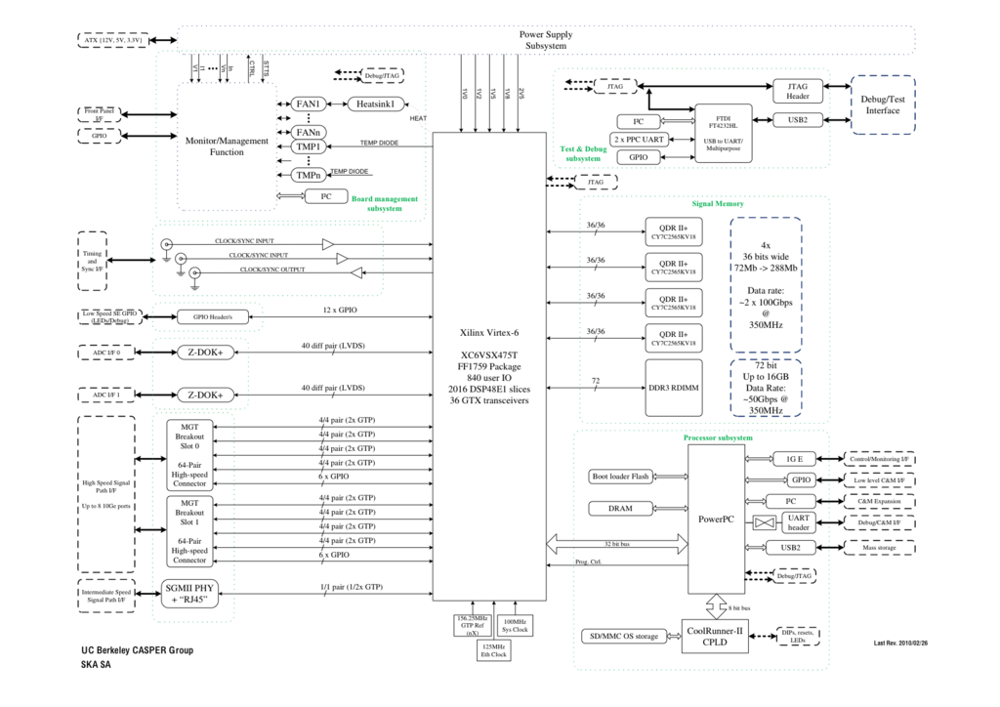 Power Supply
Subsystem
ATX {12V, 5V, 3.3V}
V1
I1
Vn
In
CTRL
STTS
Debug/JTAG
1V0
1V2
1V5
1V8
2V5
Front Panel
I/F
GPIO
Monitor/Management
Function
FAN1
Heatsink1
HEAT
FANn
TMP1
TEMP DIODE
TMPn
TEMP DIODE
I²C
Board management
subsystem
JTAG
JTAG
Header
Debug/Test
Interface
I²C
2 x PPC UART
GPIO
FTDI
FT4232HL
USB to UART/
Multipurpose
USB2
Test & Debug
subsystem
JTAG
Timing
and
Sync I/F
CLOCK/SYNC INPUT
CLOCK/SYNC INPUT
CLOCK/SYNC OUTPUT
Low Speed SE GPIO
(LEDs/Debug)
GPIO Header/s
12 x GPIO
ADC I/F 0
Z-DOK+
40 diff pair (LVDS)
ADC I/F 1
Z-DOK+
40 diff pair (LVDS)
Xilinx Virtex-6
XC6VSX475T
FF1759 Package
840 user IO
2016 DSP48E1 slices
36 GTX transceivers
Signal Memory
36/36
QDR II+
CY7C2565KV18
36/36
QDR II+
CY7C2565KV18
36/36
QDR II+
CY7C2565KV18
36/36
QDR II+
CY7C2565KV18
4x
36 bits wide
72Mb -> 288Mb
Data rate:
~2 x 100Gbps
@
350MHz
72
DDR3 RDIMM
72 bit
Up to 16GB
Data Rate:
~50Gbps @
350MHz
High Speed Signal
Path I/F
Up to 8 10Ge ports
MGT
Breakout
Slot 0
64-Pair
High-speed
Connector
4/4 pair (2x GTP)
4/4 pair (2x GTP)
4/4 pair (2x GTP)
4/4 pair (2x GTP)
6 x GPIO
MGT
Breakout
Slot 1
64-Pair
High-speed
Connector
4/4 pair (2x GTP)
4/4 pair (2x GTP)
4/4 pair (2x GTP)
4/4 pair (2x GTP)
6 x GPIO
Intermediate Speed
Signal Path I/F
SGMII PHY
+ “RJ45”
1/1 pair (1/2x GTP)
156.25MHz
GTP Ref
(nX)
125MHz
Eth Clock
100MHz
Sys Clock
Processor subsystem
Boot loader Flash
DRAM
32 bit bus
Prog. Ctrl.
PowerPC
1G E
Control/Monitoring I/F
GPIO
Low level C&M I/F
I²C
C&M Expansion
UART
header
Debug/C&M I/F
USB2
Mass storage
Debug/JTAG
8 bit bus
SD/MMC OS storage
CoolRunner-II
CPLD
DIPs, resets,
LEDs
UC Berkeley CASPER Group
SKA SA
Last Rev. 2010/02/26